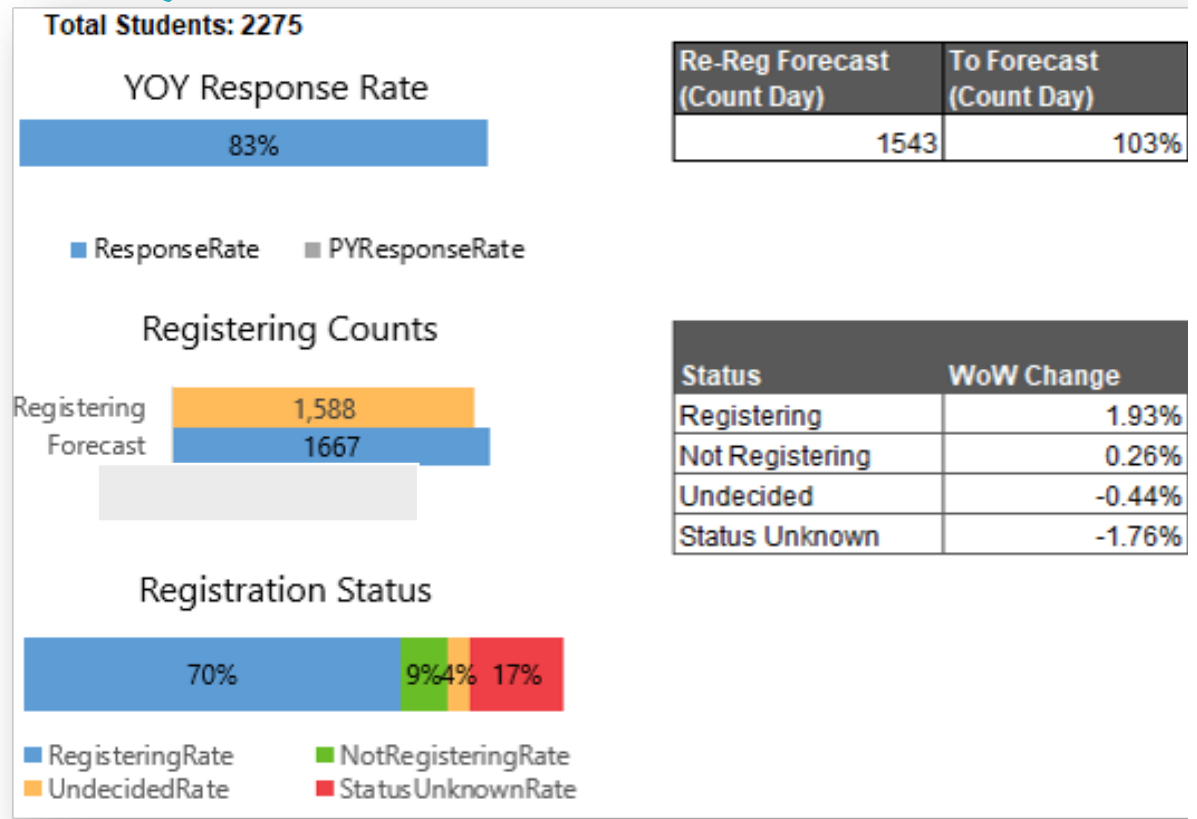 Total Students: 2275
YOY Response Rate
83%
ResponseRate PYResponseRate
Re-Reg Forecast (Count Day) To Forecast (Count Day)
1543 103%
Registering Counts
Registering 1,588
Forecast 1667
Status WoW Change
Registering 1.93%
Not Registering 0.26%
Undecided -0.44%
Status Unknown -1.76%
Registration Status
70% 9% 4% 17%
RegisteringRate NotRegisteringRate
UndecidedRate StatusUnknownRate